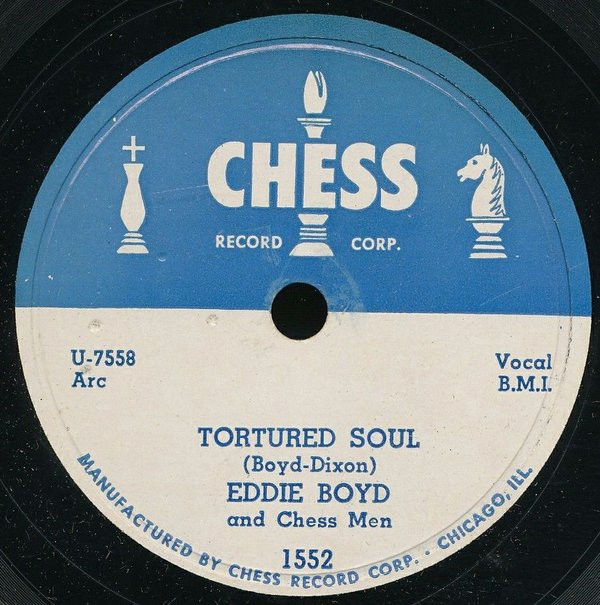 CHESS
RECORD CORP.
U-7558
Arc
Vocal
B.M.I.
TORTURED SOUL
(Boyd-Dixon)
EDDIE BOYD
and Chess Men
1552
MANUFACTURED BY CHESS RECORD CORP. · CHICAGO, ILL.